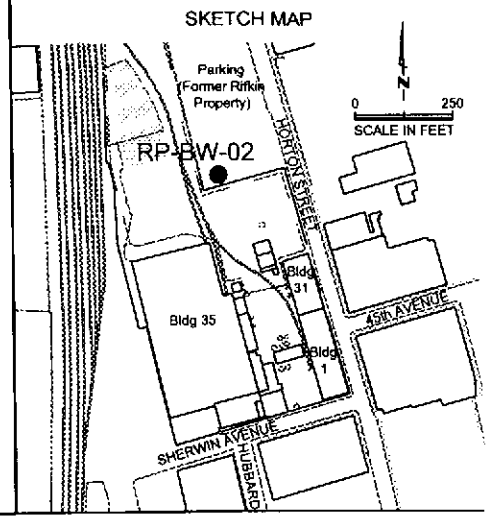 SKETCH MAP
Parking
(Former Rifkin
Property)
N
0 250
SCALE IN FEET
RP-BW-02
HORTON STREET
Bldg
31
Bldg 35
45th AVENUE
Bldg
1
SHERWIN AVENUE
HUBBARD